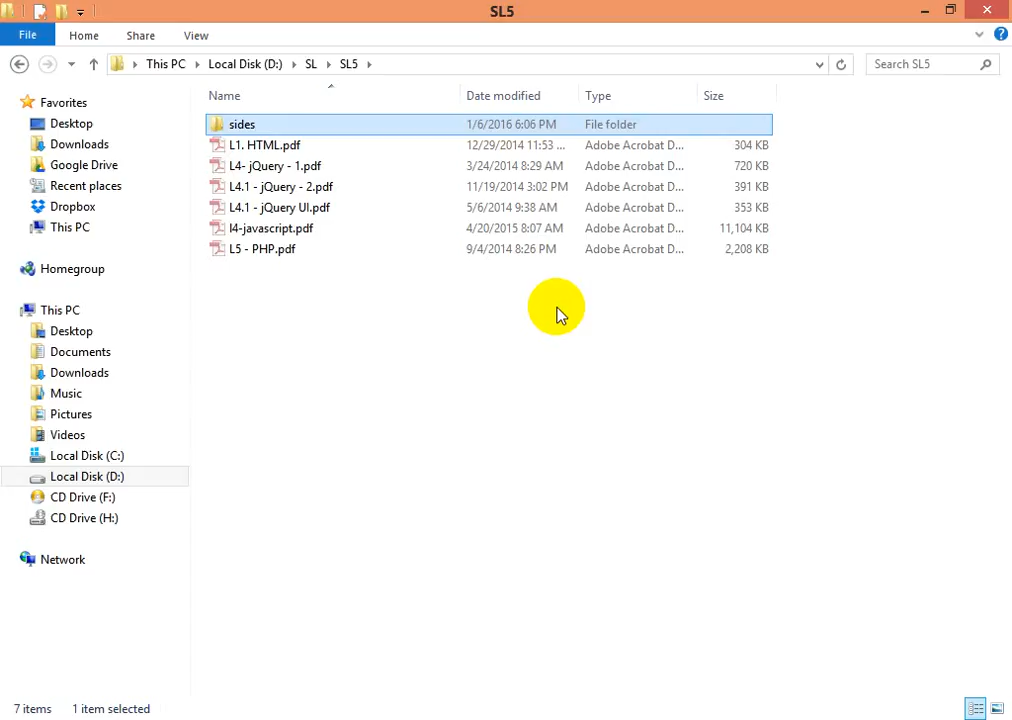 SL5
File Home Share View
This PC Local Disk (D:) SL SL5 Search SL5
Name Date modified Type Size
sides 1/6/2016 6:06 PM File folder
L1. HTML.pdf 12/29/2014 11:53 ... Adobe Acrobat D... 304 KB
L4- jQuery - 1.pdf 3/24/2014 8:29 AM Adobe Acrobat D... 720 KB
L4.1 - jQuery - 2.pdf 11/19/2014 3:02 PM Adobe Acrobat D... 391 KB
L4.1 - jQuery UI.pdf 5/6/2014 9:38 AM Adobe Acrobat D... 353 KB
l4-javascript.pdf 4/20/2015 8:07 AM Adobe Acrobat D... 11,104 KB
L5 - PHP.pdf 9/4/2014 8:26 PM Adobe Acrobat D... 2,208 KB
Favorites
Desktop
Downloads
Google Drive
Recent places
Dropbox
This PC
Homegroup
This PC
Desktop
Documents
Downloads
Music
Pictures
Videos
Local Disk (C:)
Local Disk (D:)
CD Drive (F:)
CD Drive (H:)
Network
7 items 1 item selected